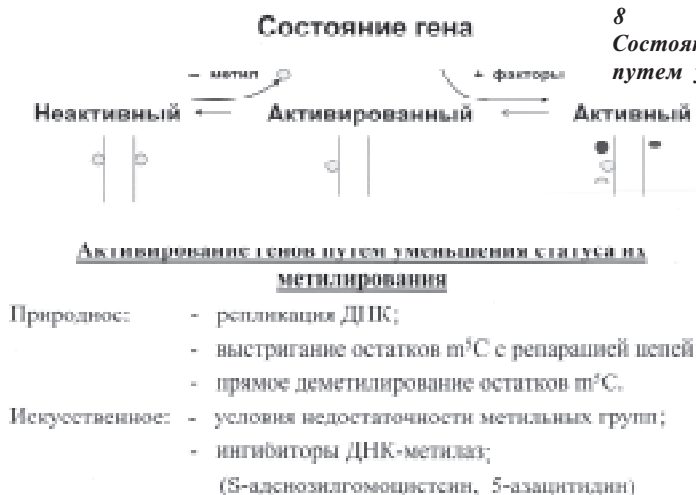 Состояние гена
8
Состоян
путем у
– метил
+ факторы
Неактивный
Активированный
Активный
Активирование генов путем уменьшения статуса их
метилирования
Природное: - репликация ДНК;
- выстригание остатков m⁵C с репарацией цепей
- прямое деметилирование остатков m⁵C.
Искусственное: - условия недостаточности метильных групп;
- ингибиторы ДНК-метилаз;
(S-аденозилгомоцистеин, 5-азацитидин)